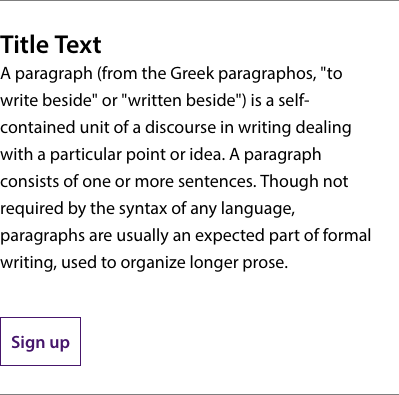 Title Text
A paragraph (from the Greek paragraphos, "to
write beside" or "written beside") is a self-
contained unit of a discourse in writing dealing
with a particular point or idea. A paragraph
consists of one or more sentences. Though not
required by the syntax of any language,
paragraphs are usually an expected part of formal
writing, used to organize longer prose.
Sign up